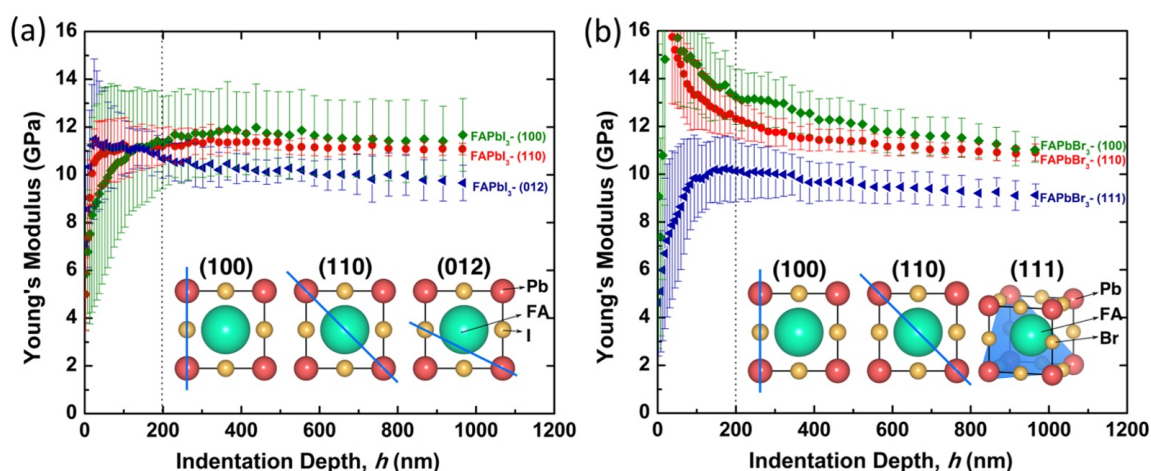 (a)
Young's Modulus (GPa)
16
14
12
10
8
6
4
2
0
FAPbI3- (100)
FAPbI3- (110)
FAPbI3- (012)
(100)
(110)
(012)
Pb
FA
I
0
200
400
600
800
1000
1200
Indentation Depth, h (nm)
(b)
Young's Modulus (GPa)
16
14
12
10
8
6
4
2
0
FAPbBr3- (100)
FAPbBr3- (110)
FAPbBr3- (111)
(100)
(110)
(111)
Pb
FA
Br
0
200
400
600
800
1000
1200
Indentation Depth, h (nm)